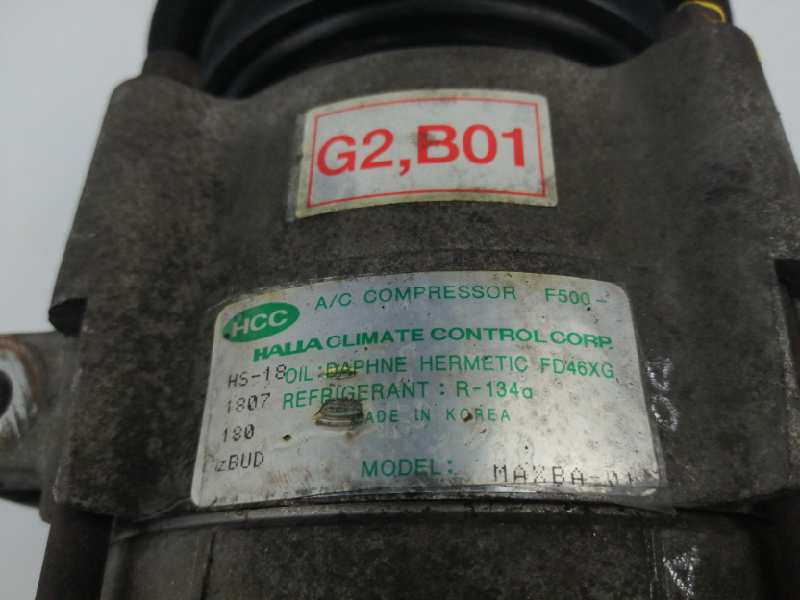 G2,B01
HCC A/C COMPRESSOR F500-
HALLA CLIMATE CONTROL CORP.
HS-18 OIL: DAPHNE HERMETIC FD46XG
1807 REFRIGERANT : R-134a
180 MADE IN KOREA
zBUD MODEL: